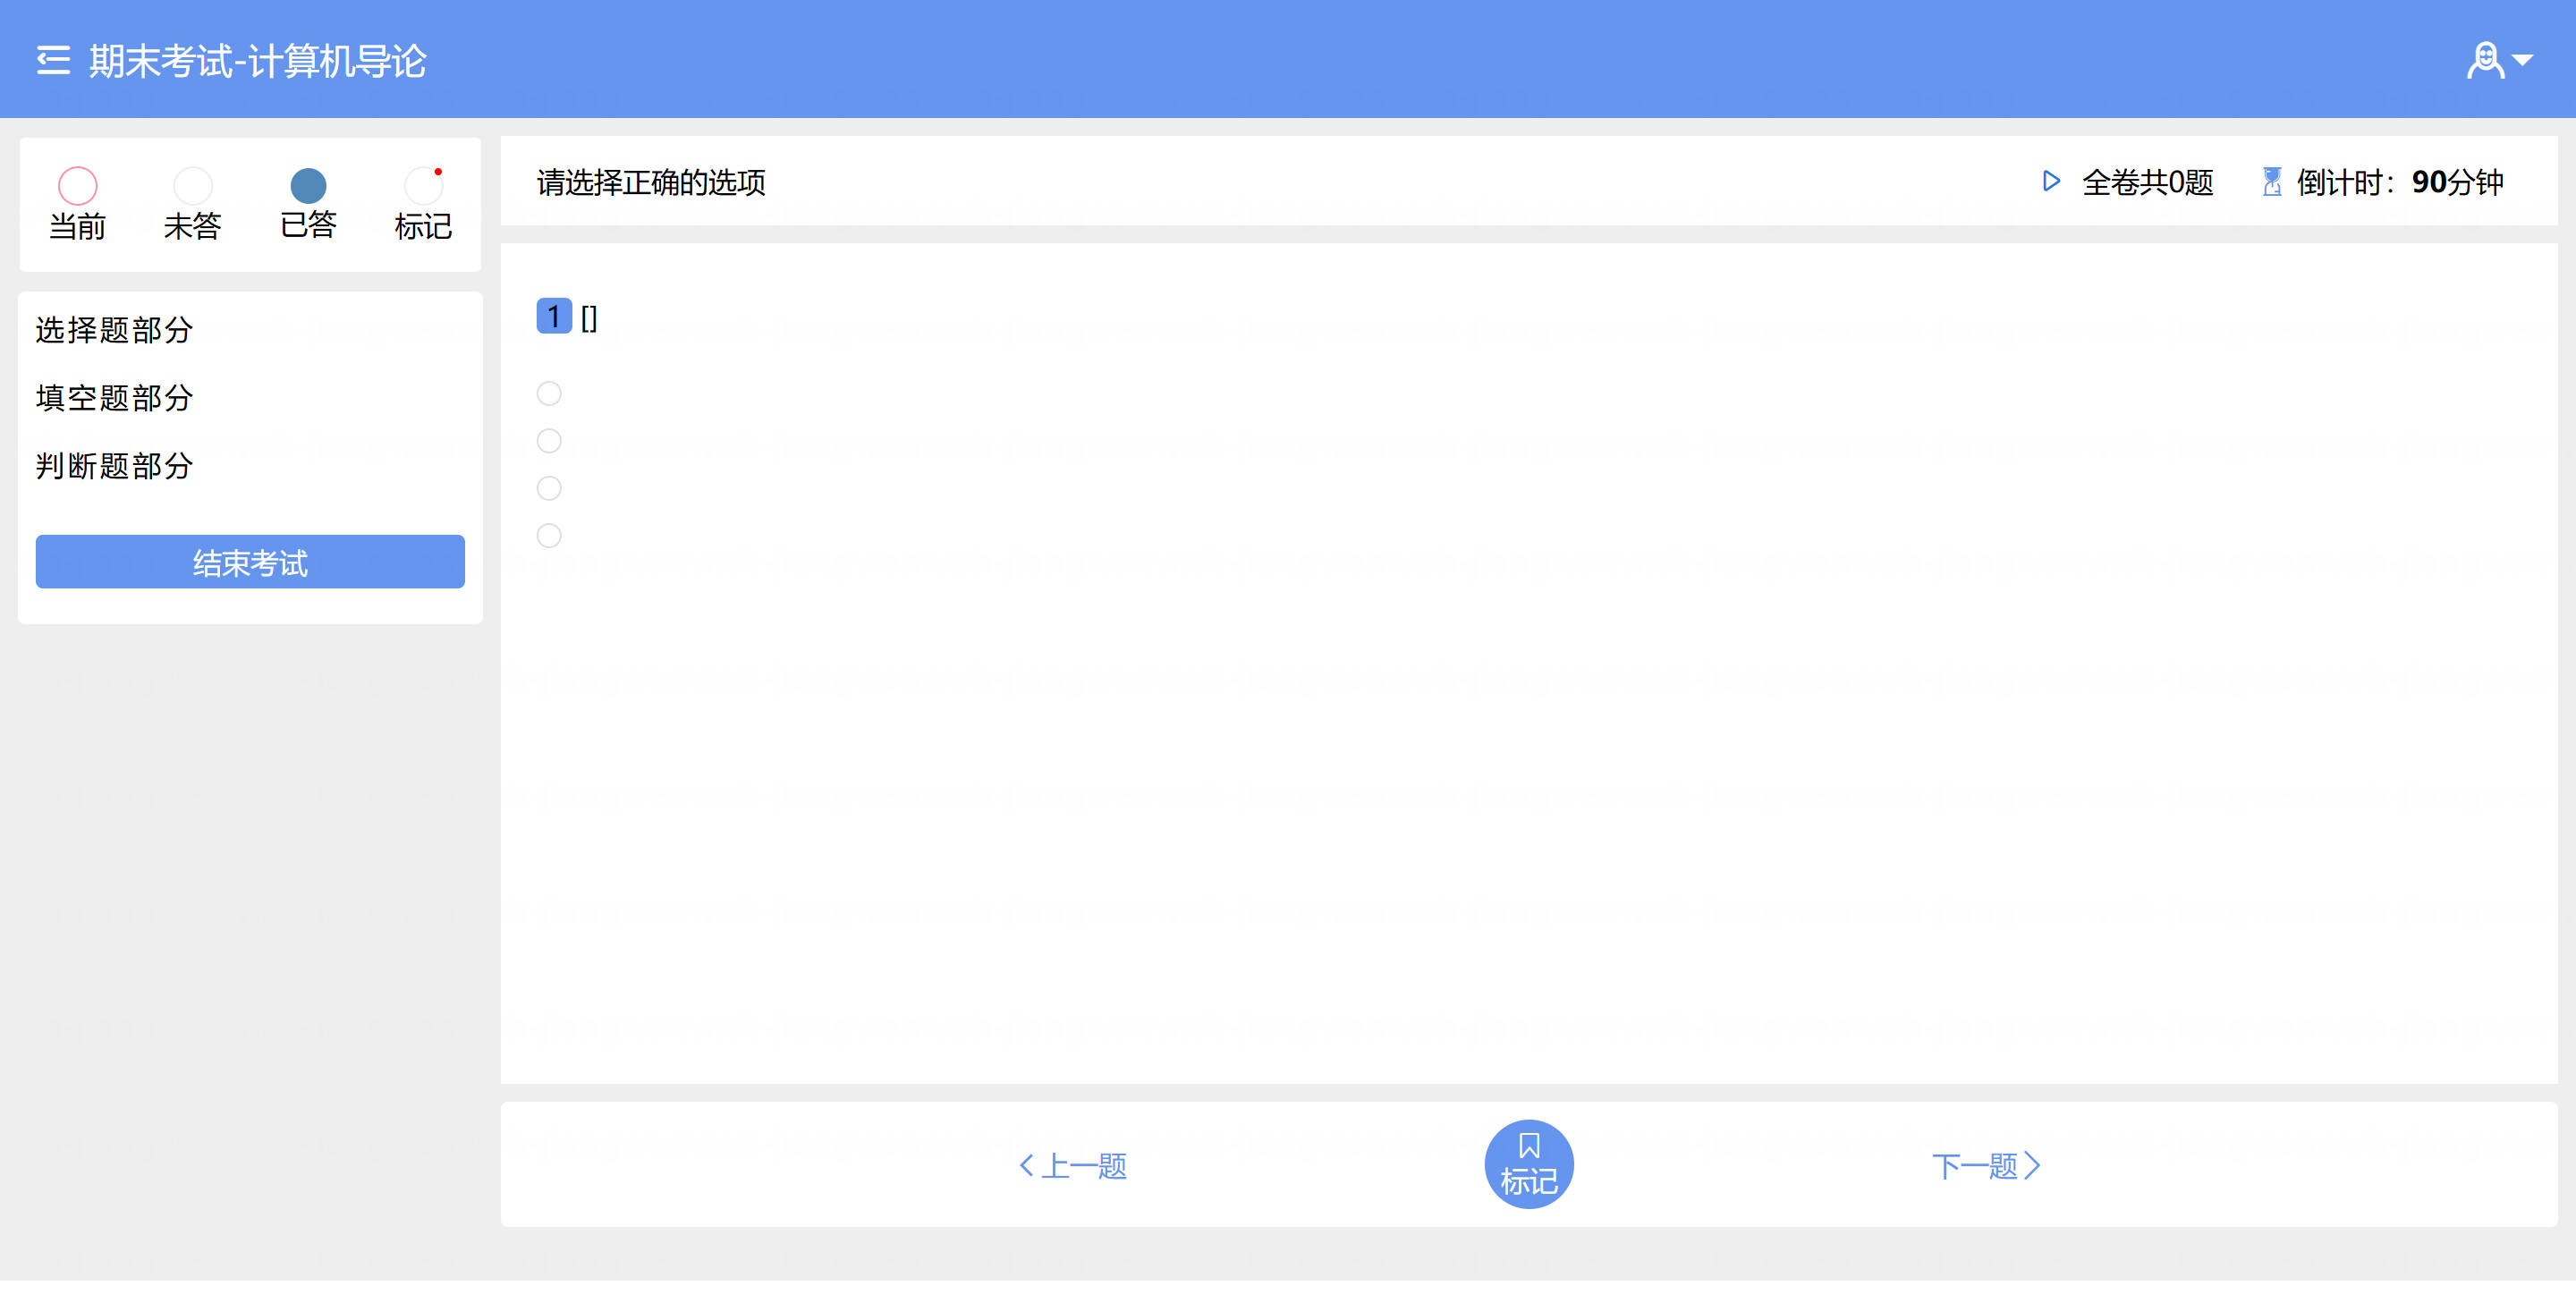 期末考试-计算机导论
当前 未答 已答 标记
选择题部分
填空题部分
判断题部分
结束考试
请选择正确的选项 全卷共0题 倒计时：90分钟
1 []
上一题 标记 下一题